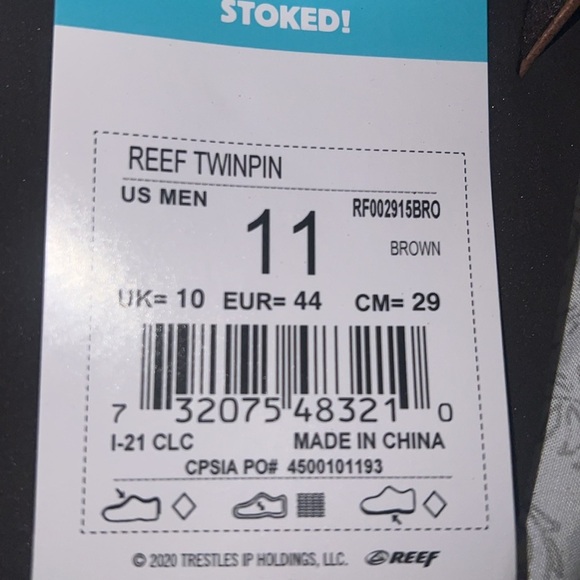 STOKED!
REEF TWINPIN
US MEN 11 RF002915BRO
BROWN
UK= 10 EUR= 44 CM= 29
7 32075 48321 0
I-21 CLC MADE IN CHINA
CPSIA PO# 4500101193
© 2020 TRESTLES IP HOLDINGS, LLC. REEF